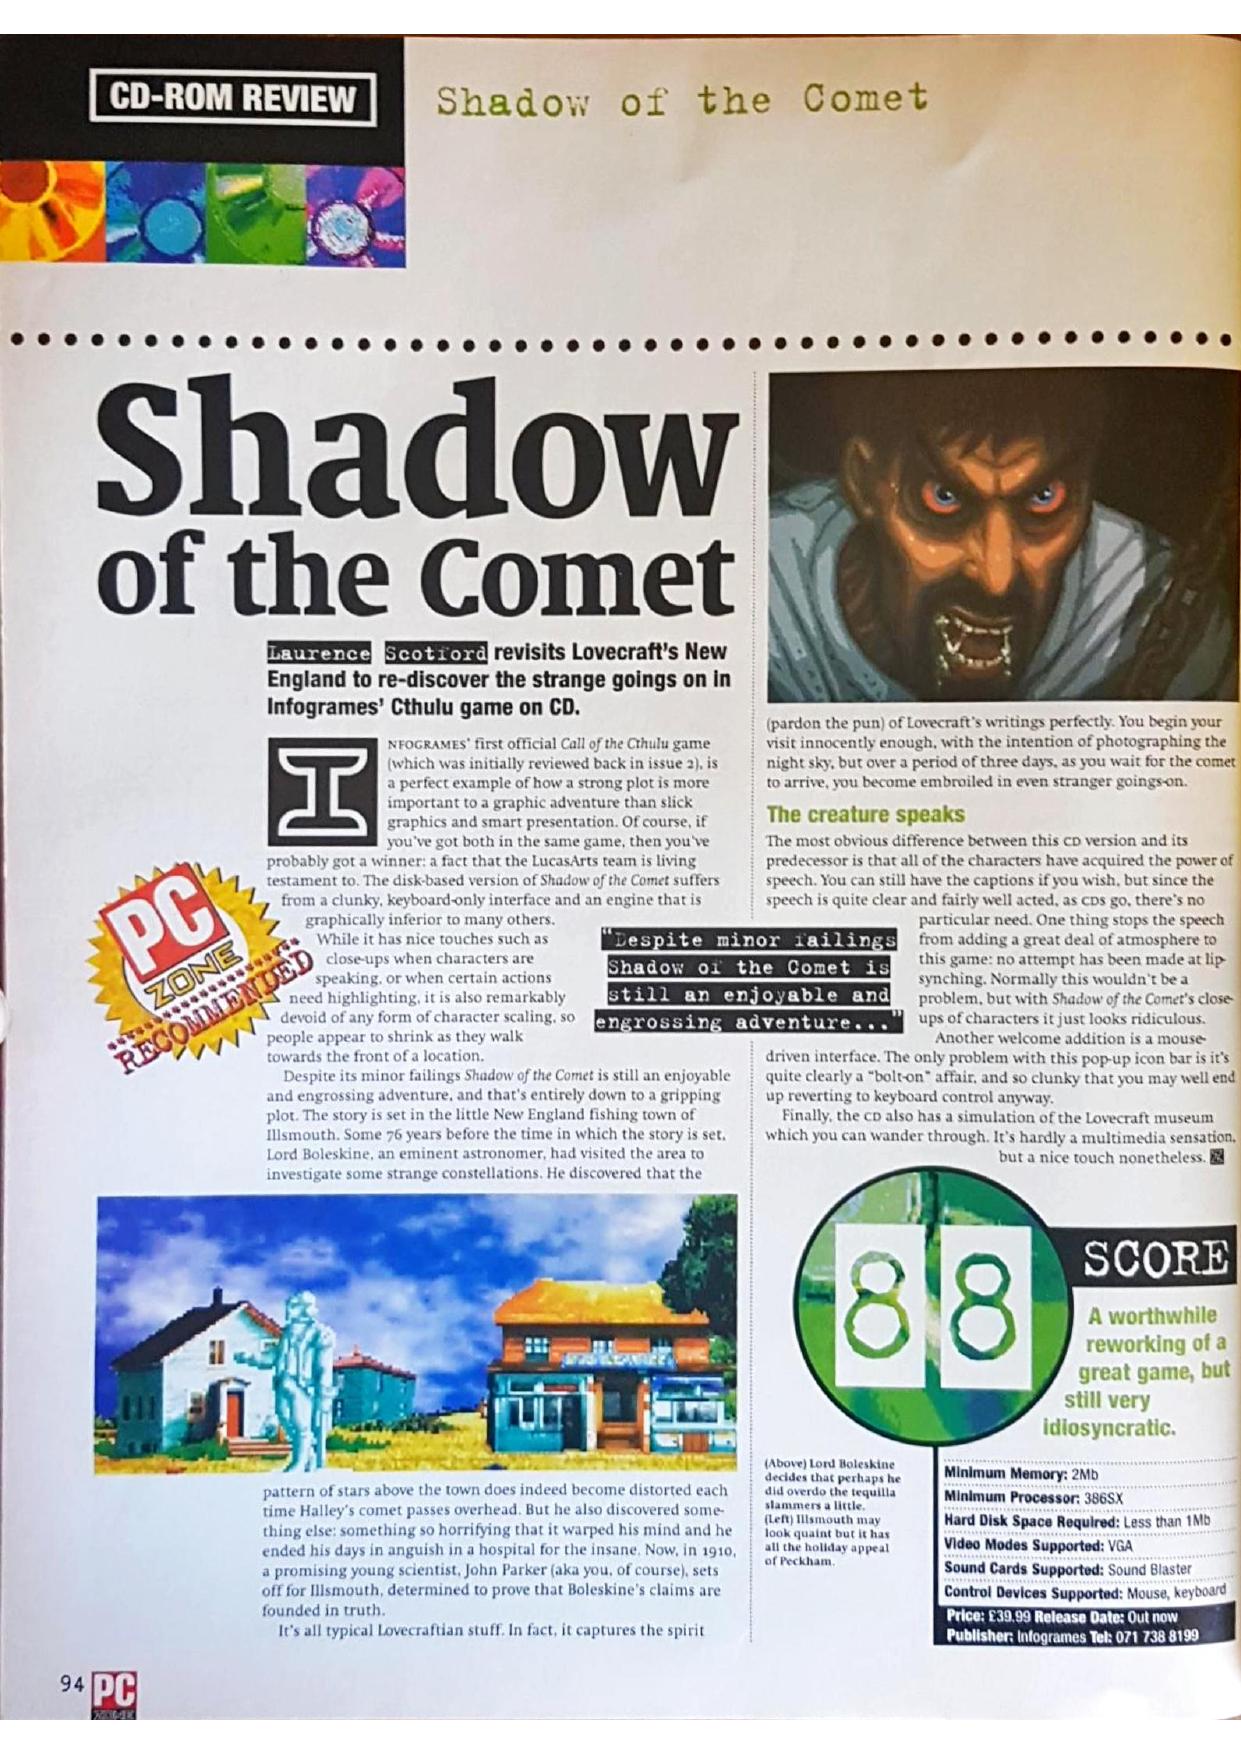 CD-ROM REVIEW
Shadow of the Comet
Shadow
of the Comet
Laurence Scotford revisits Lovecraft's New
England to re-discover the strange goings on in
Infogrames' Cthulu game on CD.
INFOGRAMES' first official Call of the Cthulu game
(which was initially reviewed back in issue 2), is
a perfect example of how a strong plot is more
important to a graphic adventure than slick
graphics and smart presentation. Of course, if
you've got both in the same game, then you've
probably got a winner: a fact that the LucasArts team is living
testament to. The disk-based version of Shadow of the Comet suffers
from a clunky, keyboard-only interface and an engine that is
graphically inferior to many others.
While it has nice touches such as
close-ups when characters are
speaking, or when certain actions
need highlighting, it is also remarkably
devoid of any form of character scaling, so
people appear to shrink as they walk
towards the front of a location.
Despite its minor failings Shadow of the Comet is still an enjoyable
and engrossing adventure, and that's entirely down to a gripping
plot. The story is set in the little New England fishing town of
Illsmouth. Some 76 years before the time in which the story is set,
Lord Boleskine, an eminent astronomer, had visited the area to
investigate some strange constellations. He discovered that the
PC
ZONE
RECOMMENDED
"Despite minor failings
Shadow of the Comet is
still an enjoyable and
engrossing adventure..."
pattern of stars above the town does indeed become distorted each
time Halley's comet passes overhead. But he also discovered some-
thing else: something so horrifying that it warped his mind and he
ended his days in anguish in a hospital for the insane. Now, in 1910,
a promising young scientist, John Parker (aka you, of course), sets
off for Illsmouth, determined to prove that Boleskine's claims are
founded in truth.
It's all typical Lovecraftian stuff. In fact, it captures the spirit
(pardon the pun) of Lovecraft's writings perfectly. You begin your
visit innocently enough, with the intention of photographing the
night sky, but over a period of three days, as you wait for the comet
to arrive, you become embroiled in even stranger goings-on.
The creature speaks
The most obvious difference between this CD version and its
predecessor is that all of the characters have acquired the power of
speech. You can still have the captions if you wish, but since the
speech is quite clear and fairly well acted, as CDs go, there's no
particular need. One thing stops the speech
from adding a great deal of atmosphere to
this game: no attempt has been made at lip-
synching. Normally this wouldn't be a
problem, but with Shadow of the Comet's close-
ups of characters it just looks ridiculous.
Another welcome addition is a mouse-
driven interface. The only problem with this pop-up icon bar is it's
quite clearly a "bolt-on" affair, and so clunky that you may well end
up reverting to keyboard control anyway.
Finally, the CD also has a simulation of the Lovecraft museum
which you can wander through. It's hardly a multimedia sensation,
but a nice touch nonetheless.
88
SCORE
A worthwhile
reworking of a
great game, but
still very
idiosyncratic.
(Above) Lord Boleskine
decides that perhaps he
did overdo the tequilla
slammers a little.
(Left) Illsmouth may
look quaint but it has
all the holiday appeal
of Peckham.
Minimum Memory: 2Mb
Minimum Processor: 386SX
Hard Disk Space Required: Less than 1Mb
Video Modes Supported: VGA
Sound Cards Supported: Sound Blaster
Control Devices Supported: Mouse, keyboard
Price: £39.99 Release Date: Out now
Publisher: Infogrames Tel: 071 738 8199
94 PC
ZONE